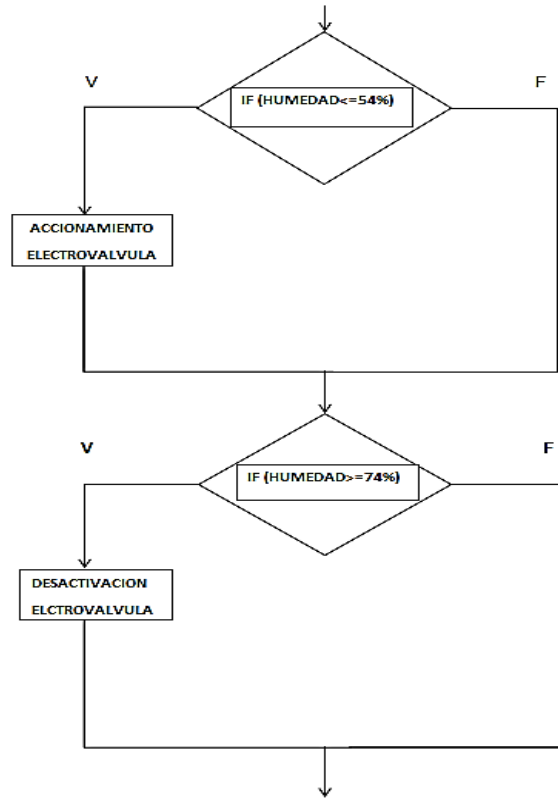 V
F
IF (HUMEDAD<=54%)
ACCIONAMIENTO
ELECTROVALVULA
V
F
IF (HUMEDAD>=74%)
DESACTIVACION
ELCTROVALVULA